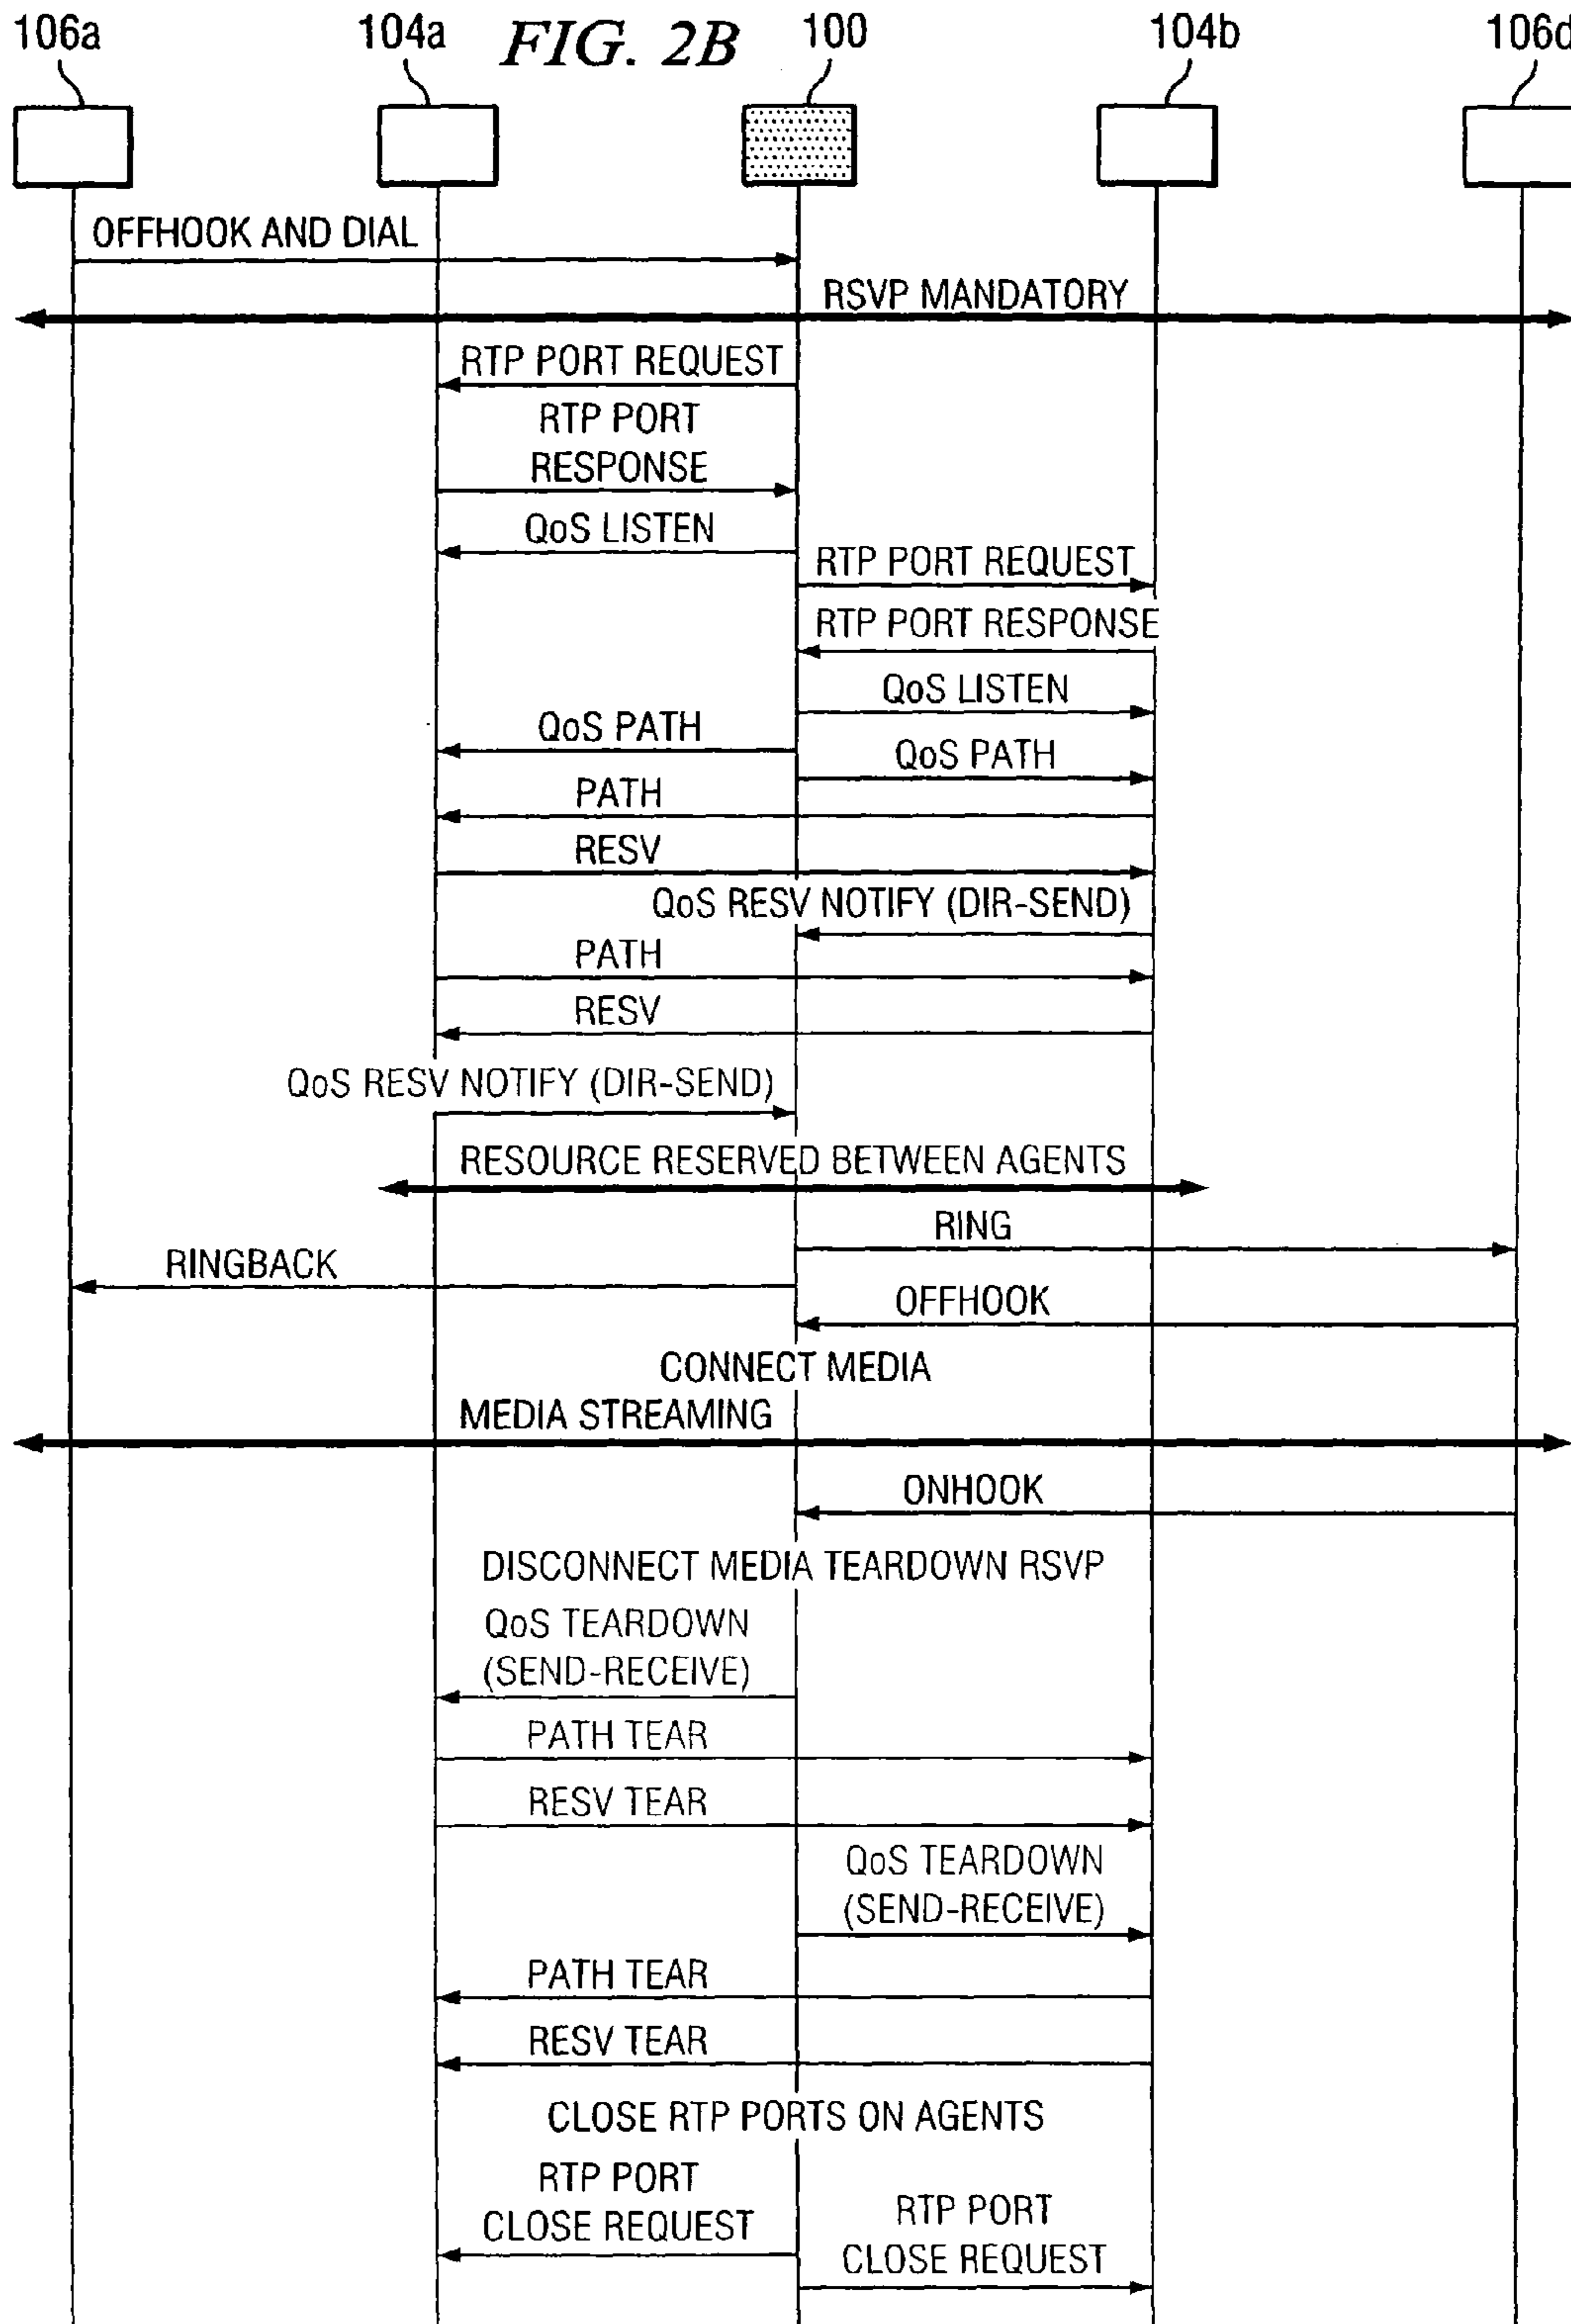 106a 104a FIG. 2B 100 104b 106d
OFFHOOK AND DIAL
RSVP MANDATORY
RTP PORT REQUEST
RTP PORT
RESPONSE
QoS LISTEN
RTP PORT REQUEST
RTP PORT RESPONSE
QoS LISTEN
QoS PATH
QoS PATH
PATH
RESV
QoS RESV NOTIFY (DIR-SEND)
PATH
RESV
QoS RESV NOTIFY (DIR-SEND)
RESOURCE RESERVED BETWEEN AGENTS
RING
RINGBACK
OFFHOOK
CONNECT MEDIA
MEDIA STREAMING
ONHOOK
DISCONNECT MEDIA TEARDOWN RSVP
QoS TEARDOWN
(SEND-RECEIVE)
PATH TEAR
RESV TEAR
QoS TEARDOWN
(SEND-RECEIVE)
PATH TEAR
RESV TEAR
CLOSE RTP PORTS ON AGENTS
RTP PORT
CLOSE REQUEST
RTP PORT
CLOSE REQUEST